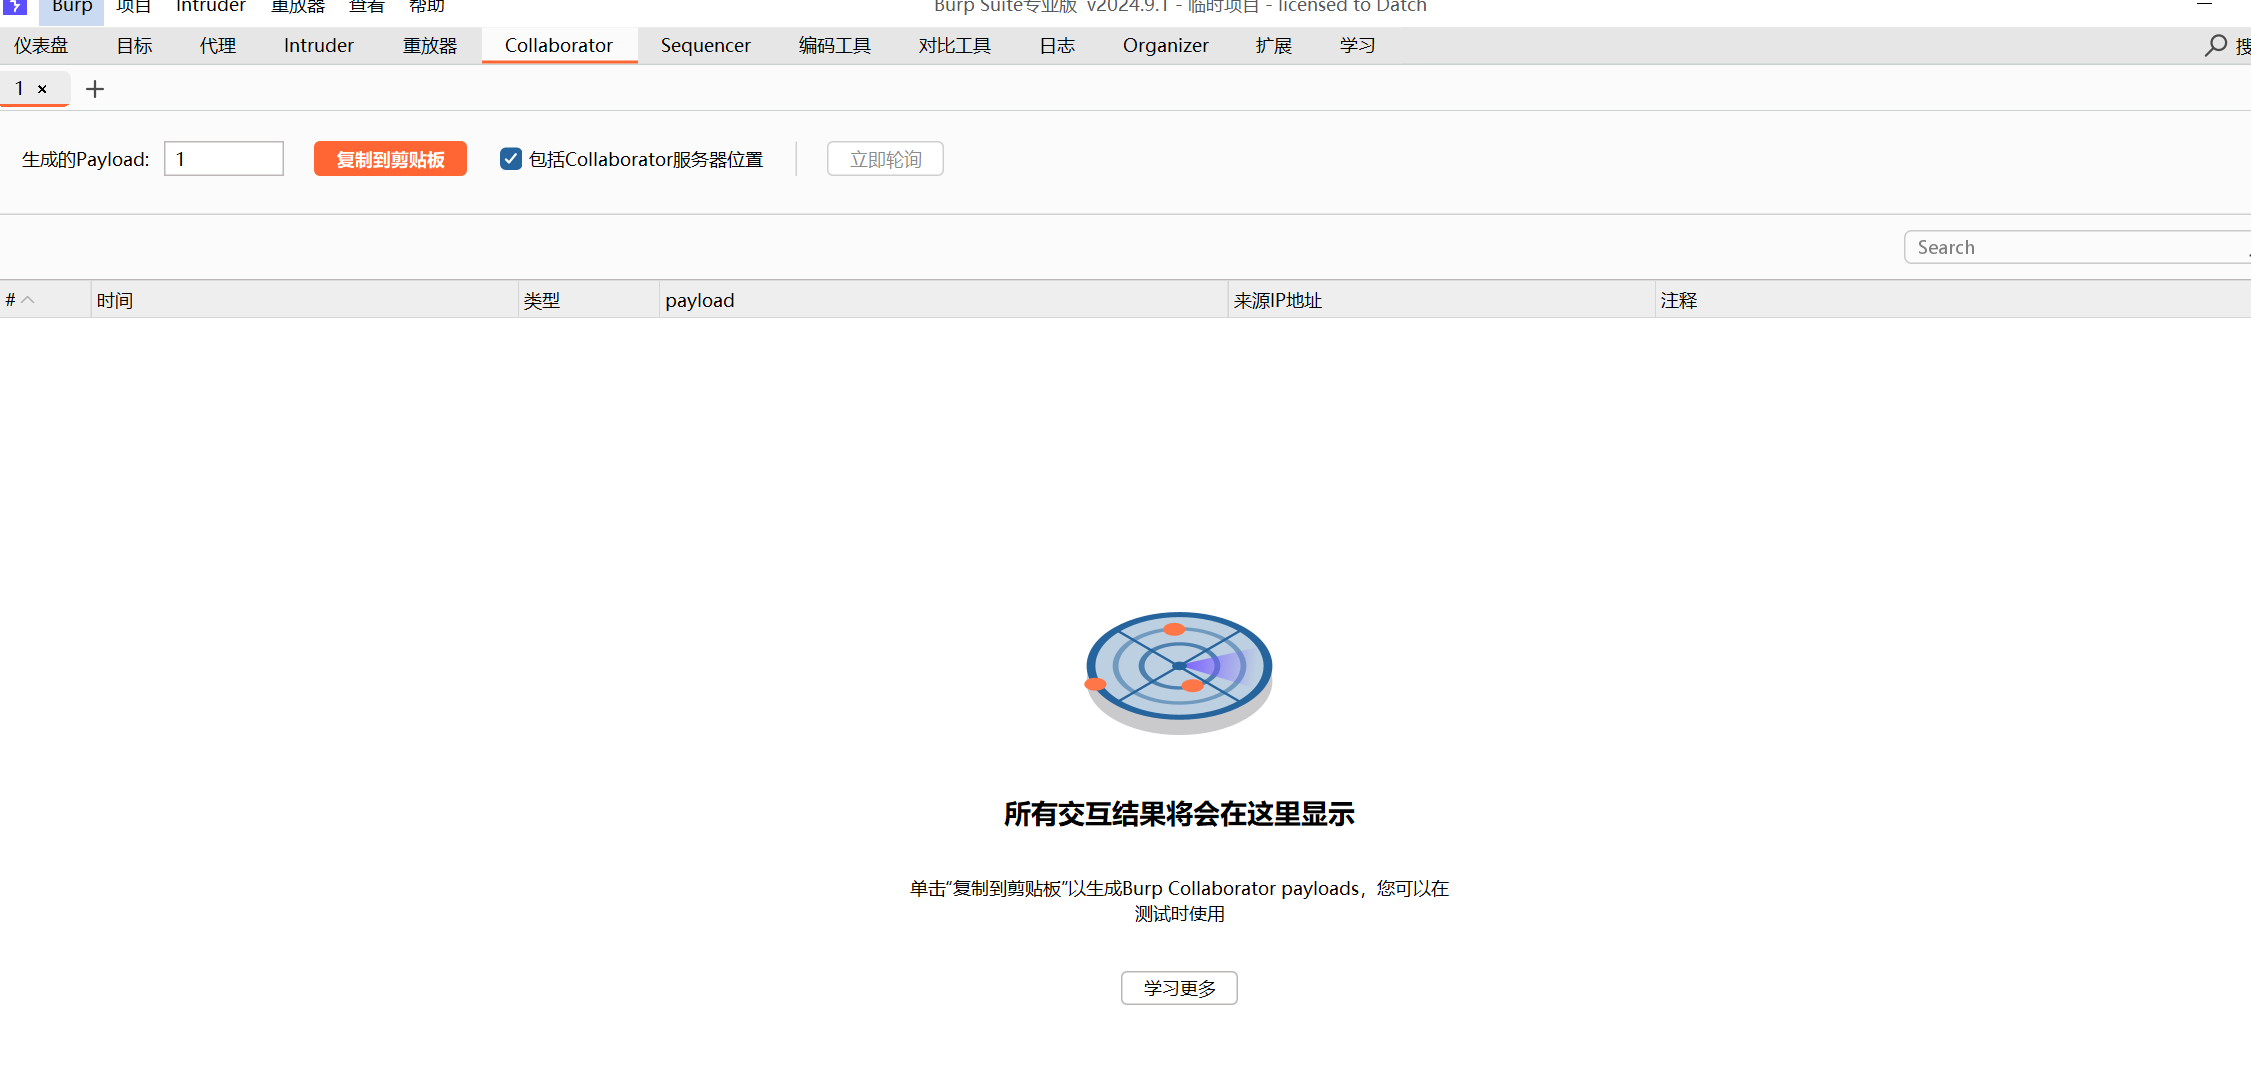 Burp 项目 Intruder 重放器 查看 帮助 Burp Suite专业版 v2024.9.1 - 临时项目 - licensed to Datch
仪表盘 目标 代理 Intruder 重放器 Collaborator Sequencer 编码工具 对比工具 日志 Organizer 扩展 学习 搜
1 ×
生成的Payload: 1 复制到剪贴板 包括Collaborator服务器位置 立即轮询
Search
# 时间 类型 payload 来源IP地址 注释
所有交互结果将会在这里显示
单击“复制到剪贴板”以生成Burp Collaborator payloads，您可以在
测试时使用
学习更多